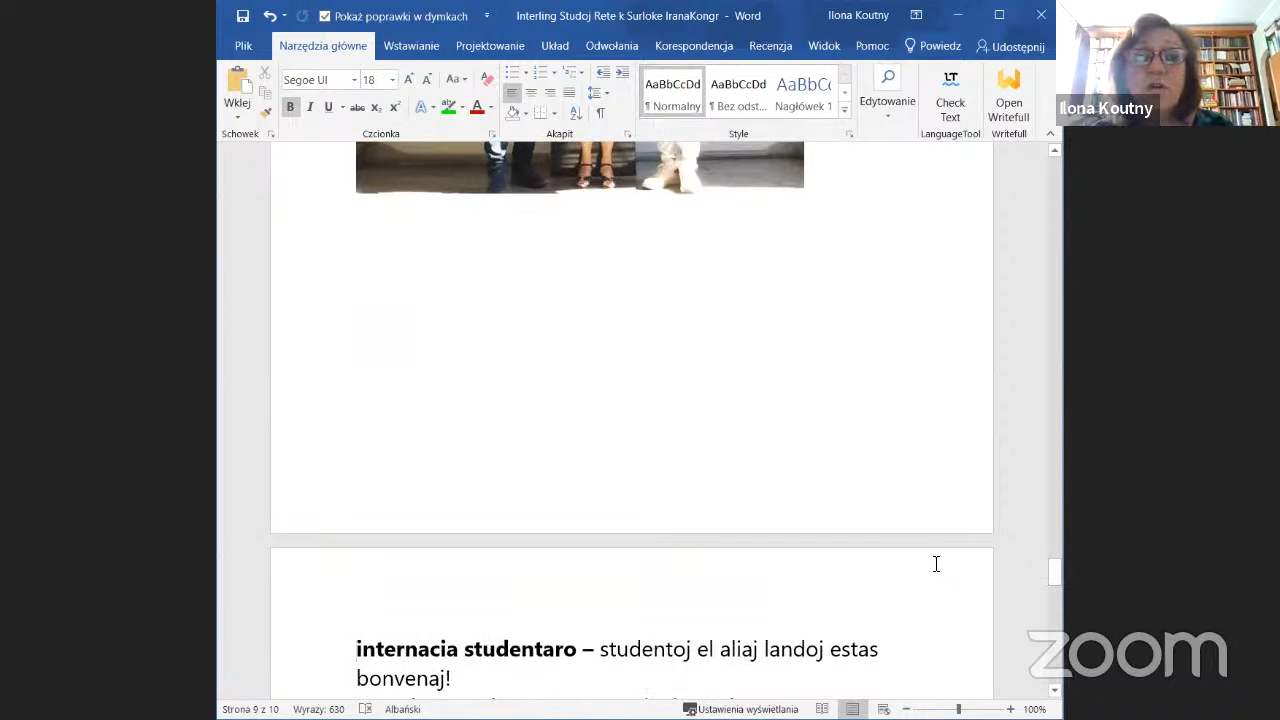 Pokaż poprawki w dymkach
Interling Studoj Rete k Surloke IranaKongr - Word
Ilona Koutny
Plik Narzędzia główne Wstawianie Projektowanie Układ Odwołania Korespondencja Recenzja Widok Pomoc Powiedz Udostępnij
Wklej
Schowek
Segoe UI 18
Czcionka
Akapit
AaBbCcDd AaBbCcDd AaBbCc
¶ Normalny ¶ Bez odst... Nagłówek 1
Style
Edytowanie
LT
Check
Text
LanguageTool
Open
Writefull
Writefull
Ilona Koutny
internacia studentaro – studentoj el aliaj landoj estas
bonvenaj!
Strona 9 z 10 Wyrazy: 630 Albański Ustawienia wyświetlania 100%
zoom